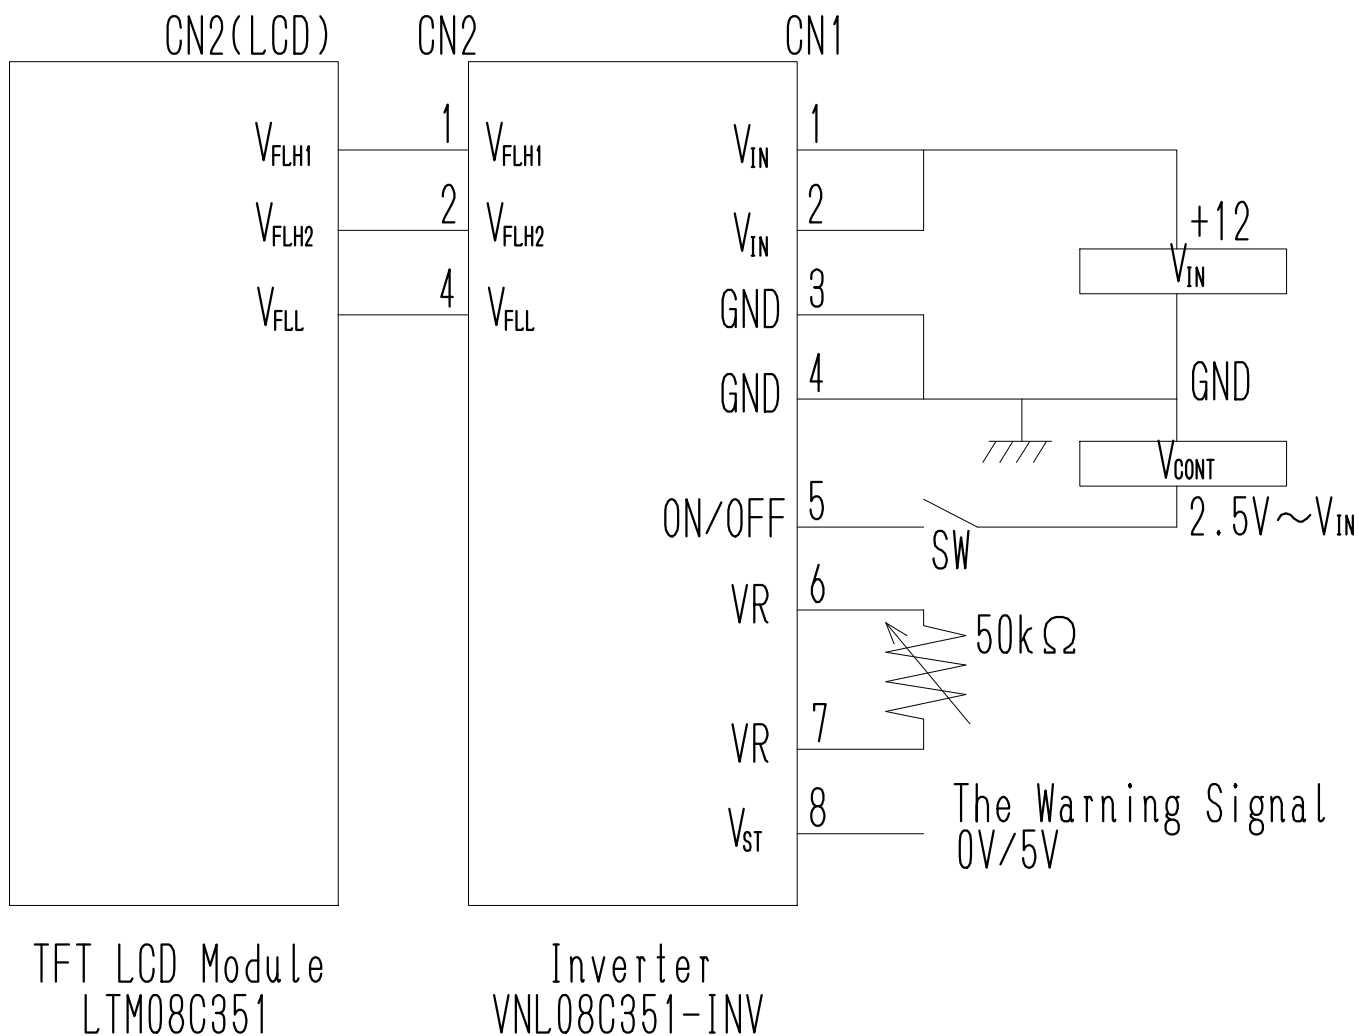 CN2(LCD) CN2 CN1
VFLH1 1 VFLH1 VIN 1
VFLH2 2 VFLH2 VIN 2
+12
VIN
VFLL 4 VFLL GND 3
GND 4 GND
VCONT
ON/OFF 5 SW 2.5V～VIN
VR 6
50kΩ
VR 7
VST 8 The Warning Signal
0V/5V
TFT LCD Module Inverter
LTM08C351 VNL08C351-INV